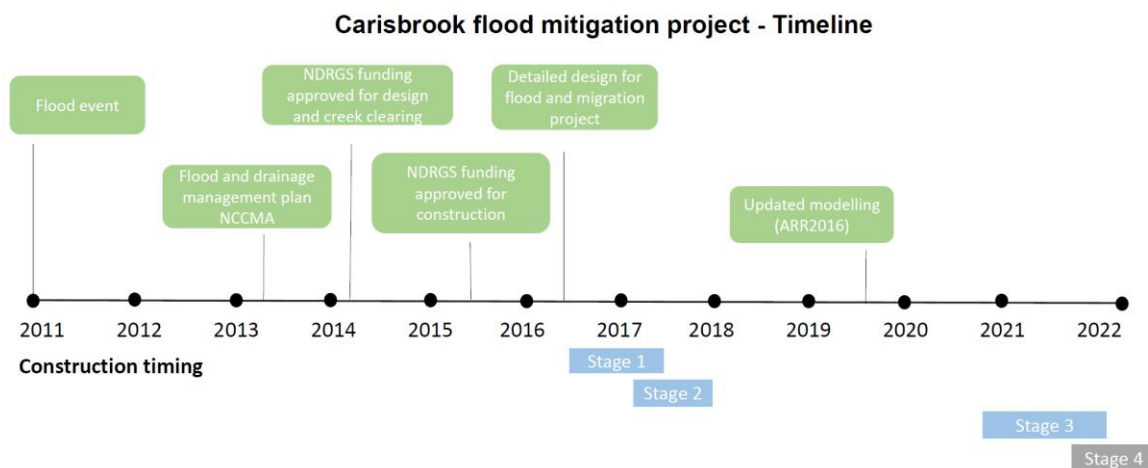 Carisbrook flood mitigation project - Timeline
Flood event
NDRGS funding
approved for design
and creek clearing
Detailed design for
flood and migration
project
Flood and drainage
management plan
NCCMA
NDRGS funding
approved for
construction
Updated modelling
(ARR2016)
2011 2012 2013 2014 2015 2016 2017 2018 2019 2020 2021 2022
Construction timing
Stage 1
Stage 2
Stage 3
Stage 4